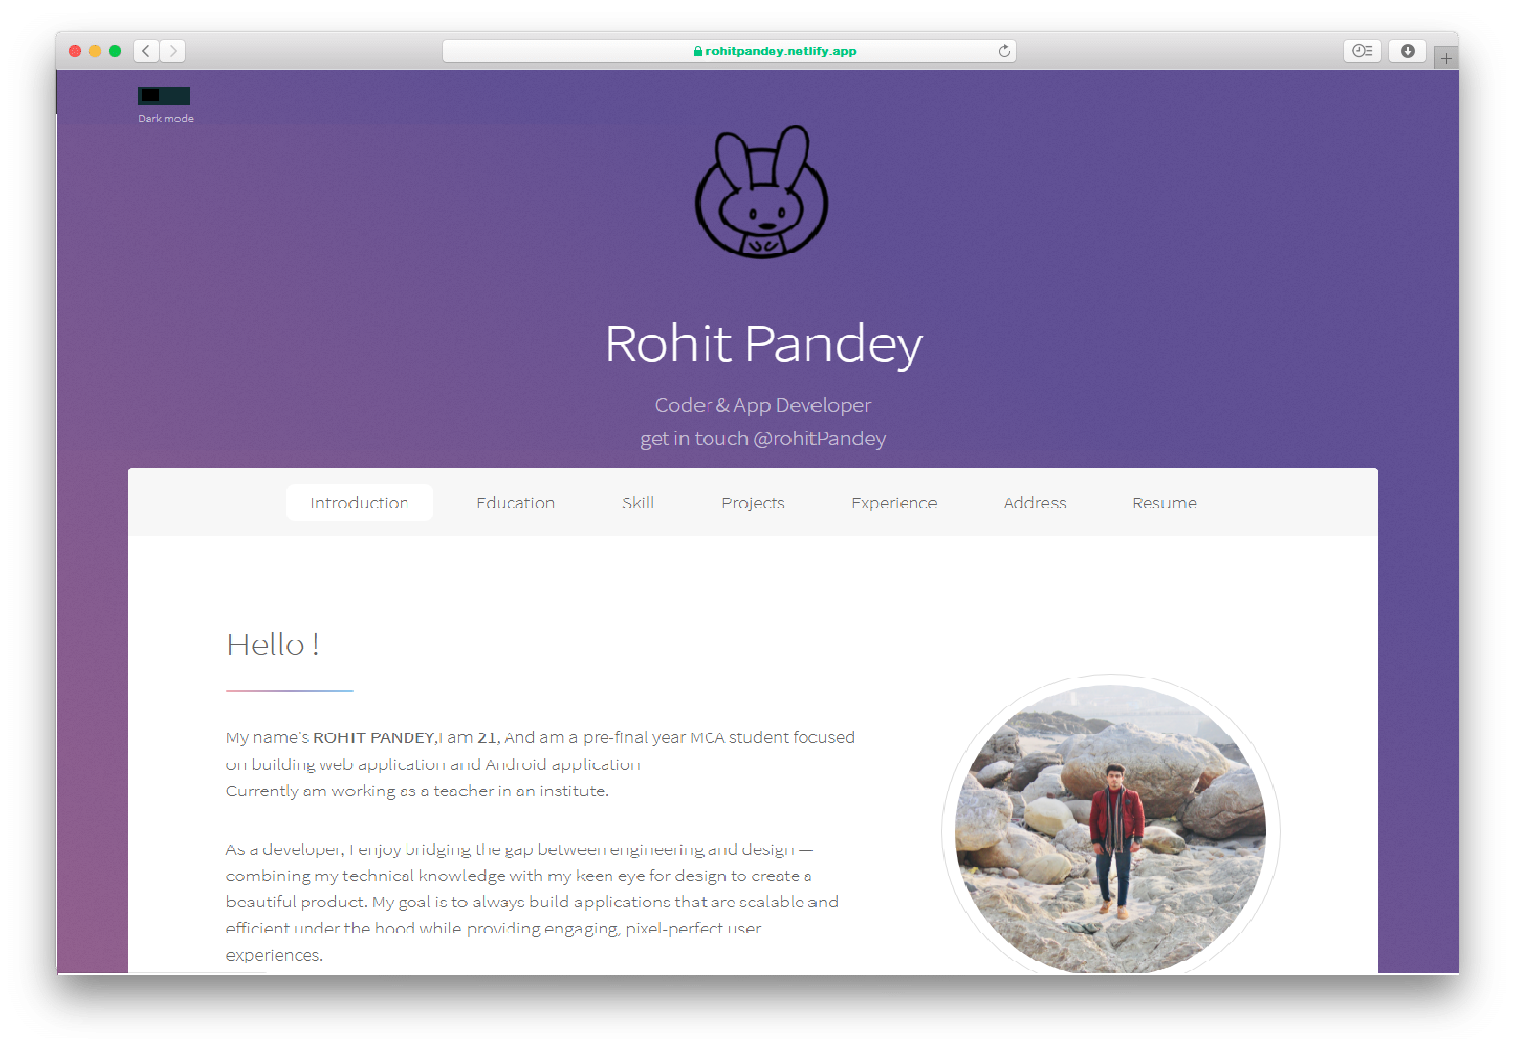 rohitpandey.netlify.app
Dark mode
Rohit Pandey
Coder & App Developer
get in touch @rohitPandey
Introduction Education Skill Projects Experience Address Resume
Hello !
My name's ROHIT PANDEY,I am 21, And am a pre-final year MCA student focused
on building web application and Android application
Currently am working as a teacher in an institute.
As a developer, I enjoy bridging the gap between engineering and design —
combining my technical knowledge with my keen eye for design to create a
beautiful product. My goal is to always build applications that are scalable and
efficient under the hood while providing engaging, pixel-perfect user
experiences.